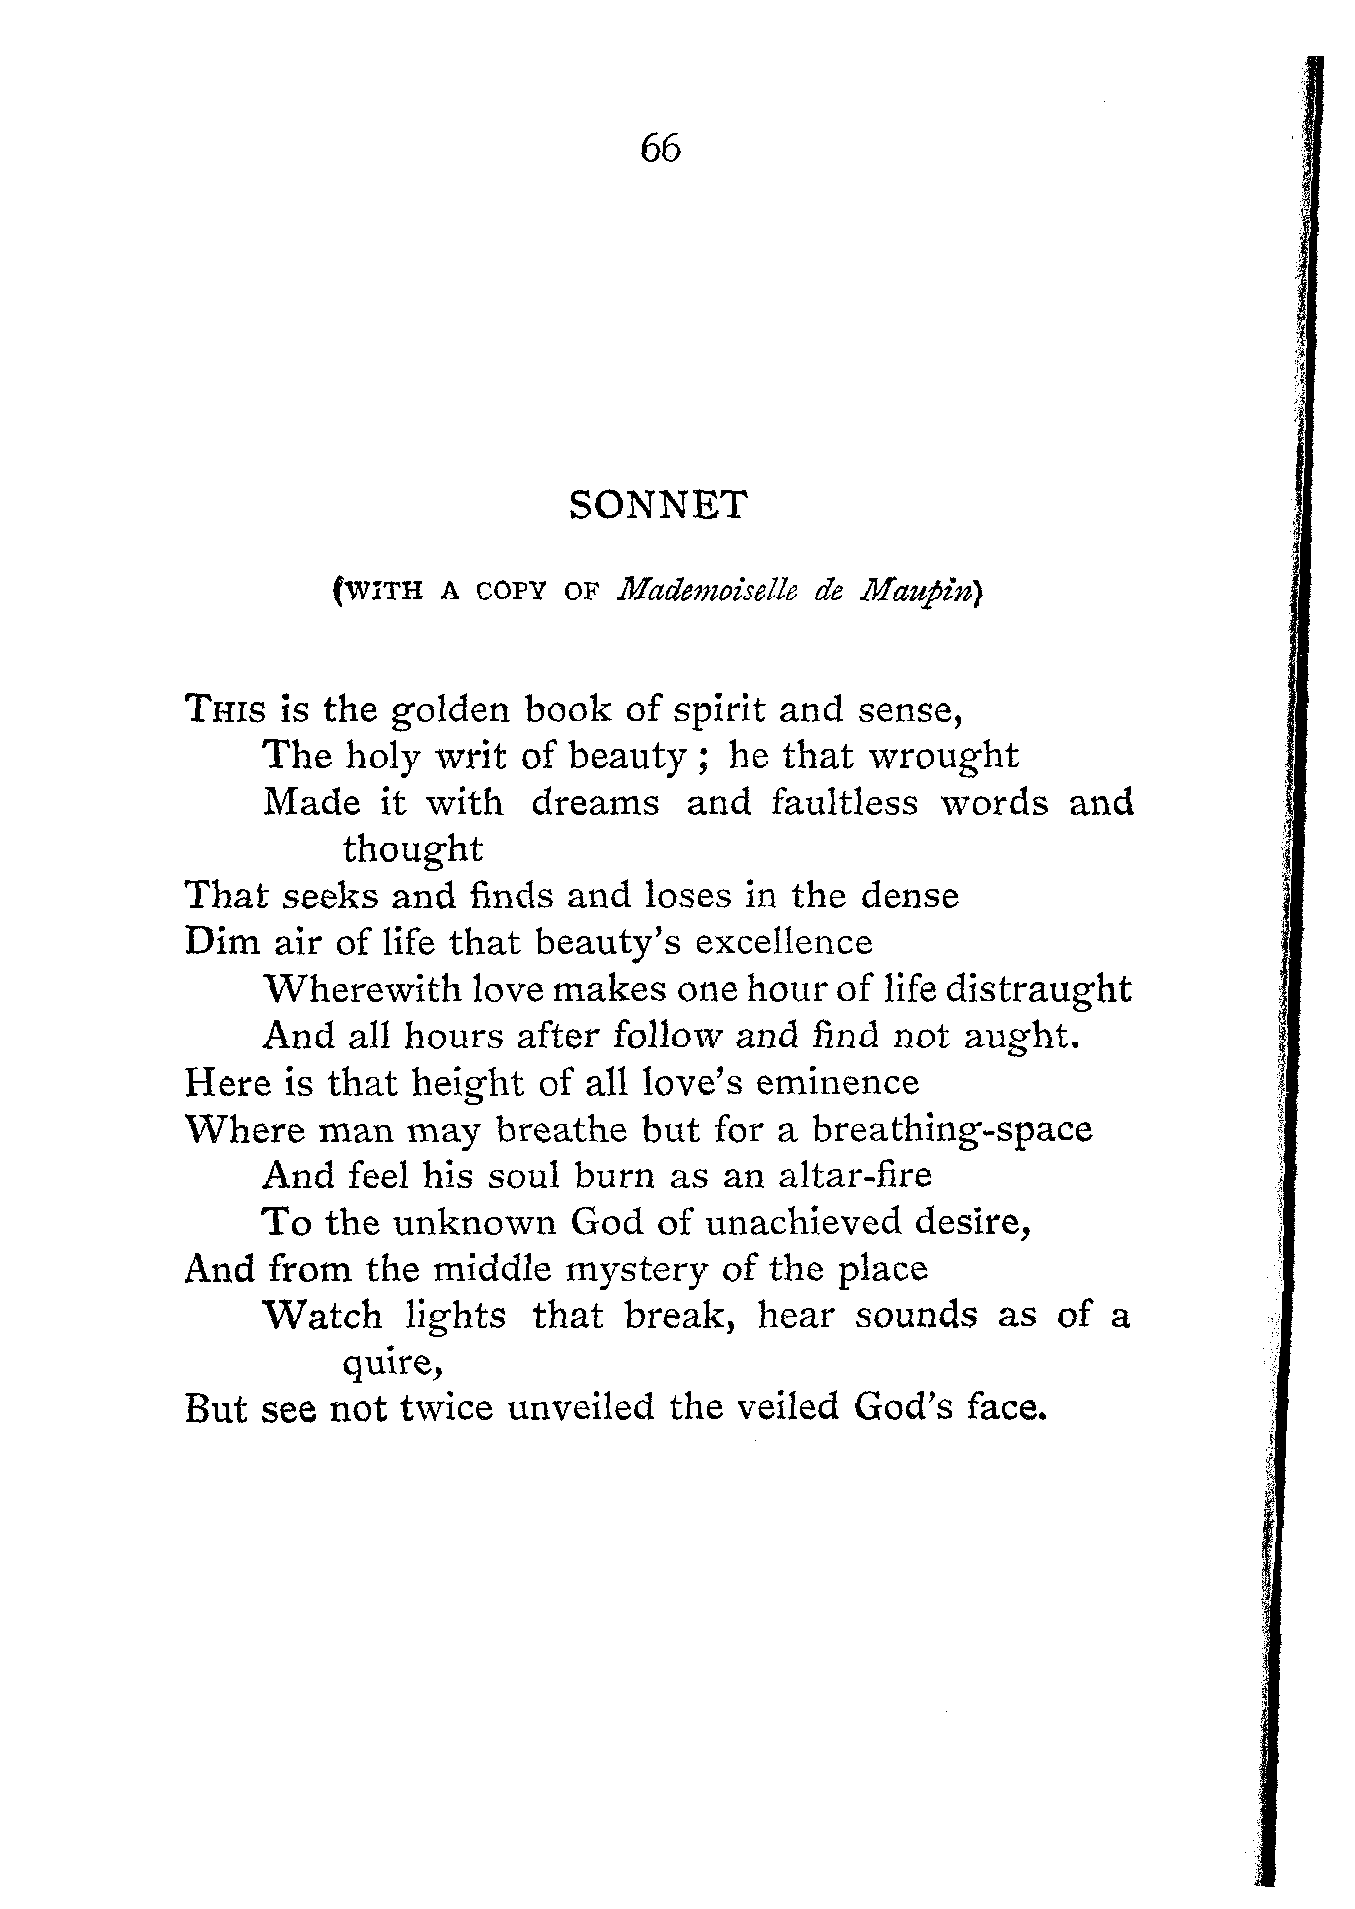 66
SONNET
(WITH A COPY OF Mademoiselle de Maupin)
THIS is the golden book of spirit and sense,
The holy writ of beauty ; he that wrought
Made it with dreams and faultless words and
thought
That seeks and finds and loses in the dense
Dim air of life that beauty's excellence
Wherewith love makes one hour of life distraught
And all hours after follow and find not aught.
Here is that height of all love's eminence
Where man may breathe but for a breathing-space
And feel his soul burn as an altar-fire
To the unknown God of unachieved desire,
And from the middle mystery of the place
Watch lights that break, hear sounds as of a
quire,
But see not twice unveiled the veiled God's face.